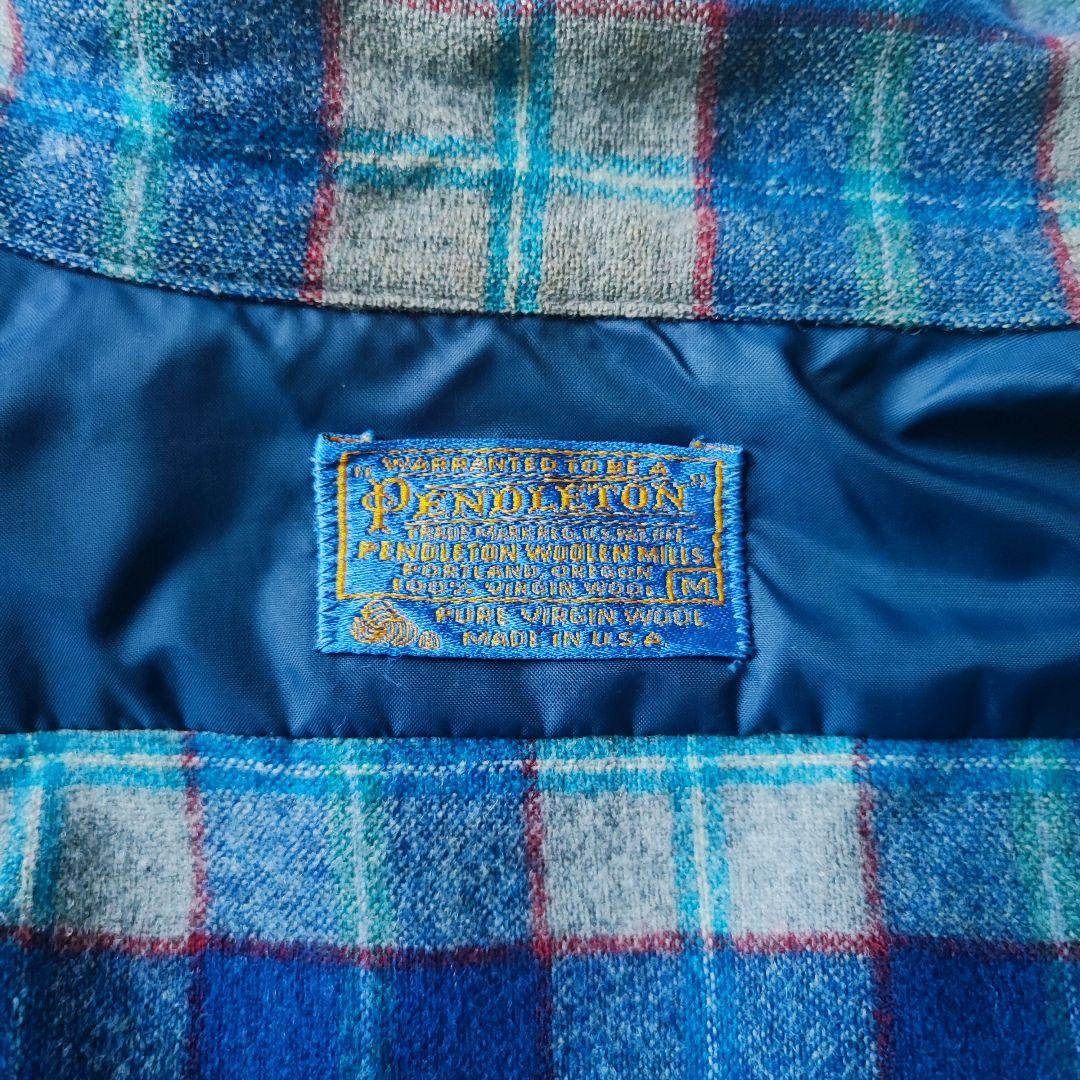 "WARRANTED TO BE A
PENDLETON"
TRADE MARK REG. U.S. PAT. OFF.
PENDLETON WOOLEN MILLS
PORTLAND, OREGON
100% VIRGIN WOOL M
PURE VIRGIN WOOL
MADE IN U.S.A.